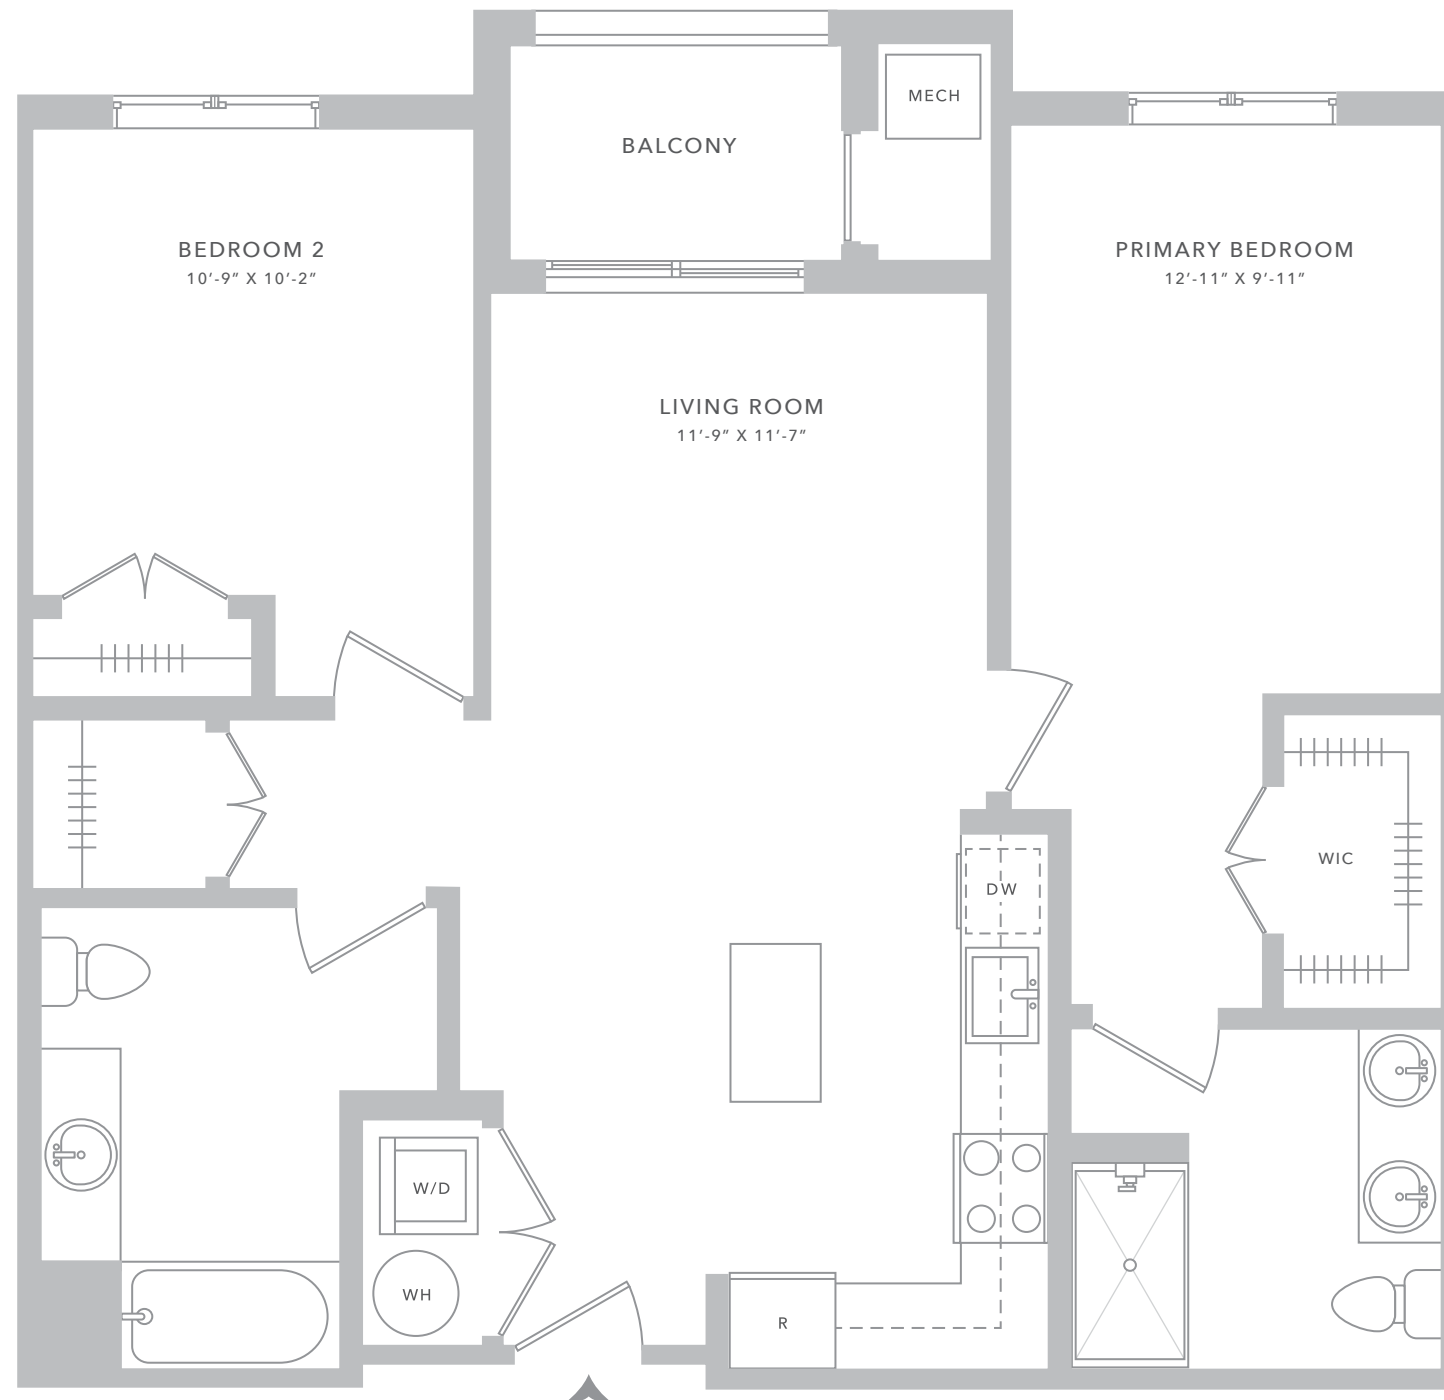 MECH
BALCONY
BEDROOM 2
10'-9" X 10'-2"
PRIMARY BEDROOM
12'-11" X 9'-11"
LIVING ROOM
11'-9" X 11'-7"
WIC
DW
W/D
WH
R